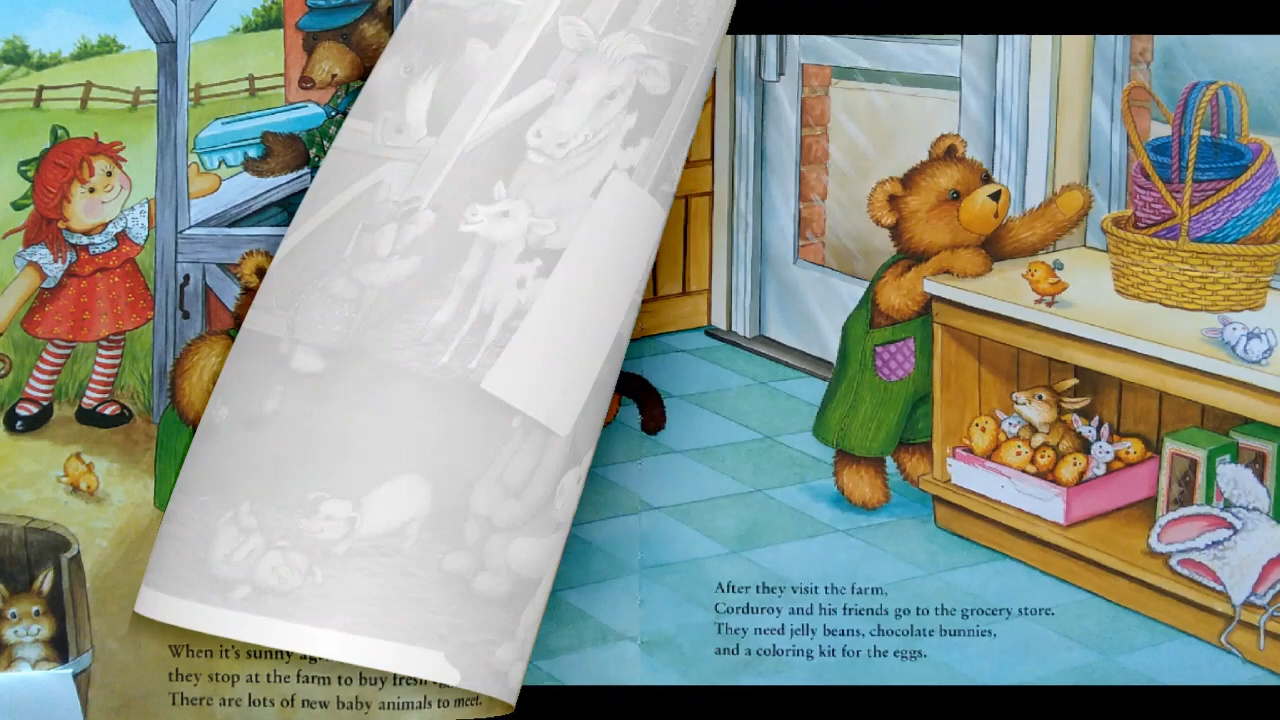 When it's sunny
they stop at the farm to buy fresh
There are lots of new baby animals to meet.
After they visit the farm,
Corduroy and his friends go to the grocery store.
They need jelly beans, chocolate bunnies,
and a coloring kit for the eggs.